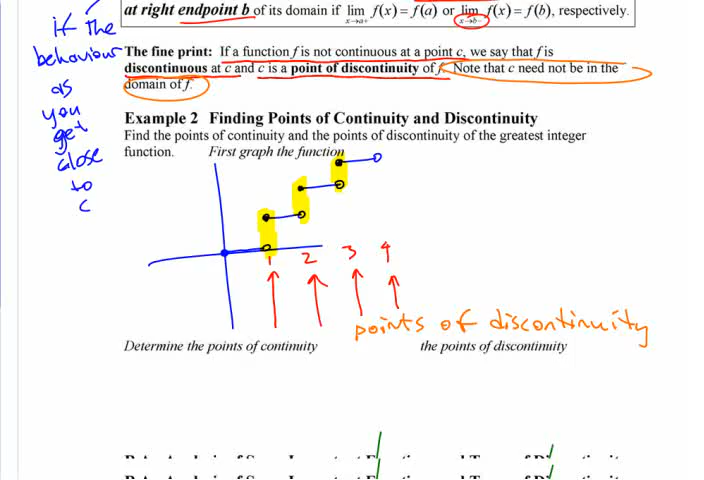 at right endpoint b of its domain if lim x→a+ f(x) = f(a) or lim x→b- f(x) = f(b), respectively.
if the
behaviour
as
you
get
close
to
c
The fine print: If a function f is not continuous at a point c, we say that f is
discontinuous at c and c is a point of discontinuity of f. Note that c need not be in the
domain of f.
Example 2 Finding Points of Continuity and Discontinuity
Find the points of continuity and the points of discontinuity of the greatest integer
function. First graph the function
1 2 3 4
points of discontinuity
Determine the points of continuity the points of discontinuity